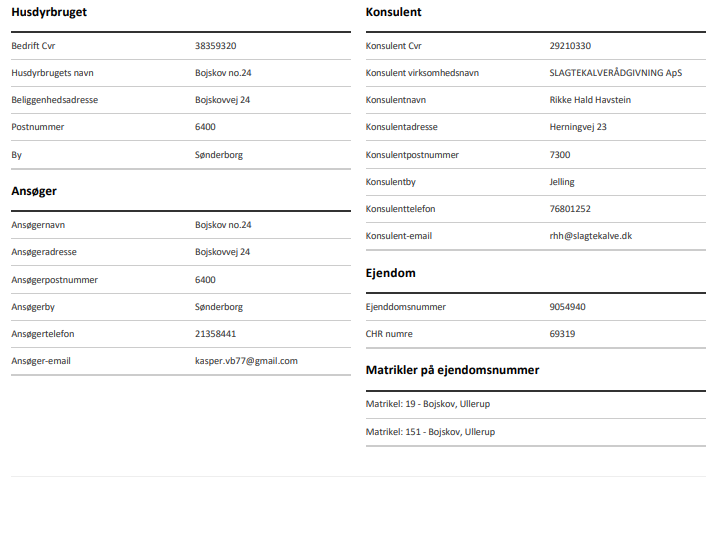 Husdyrbruget
Bedrift Cvr 38359320
Husdyrbrugets navn Bojskov no.24
Beliggenhedsadresse Bojskovvej 24
Postnummer 6400
By Sønderborg
Ansøger
Ansøgernavn Bojskov no.24
Ansøgeradresse Bojskovvej 24
Ansøgerpostnummer 6400
Ansøgerby Sønderborg
Ansøgertelefon 21358441
Ansøger-email kasper.vb77@gmail.com
Konsulent
Konsulent Cvr 29210330
Konsulent virksomhedsnavn SLAGTEKALVERÅDGIVNING ApS
Konsulentnavn Rikke Hald Havstein
Konsulentadresse Herningvej 23
Konsulentpostnummer 7300
Konsulentby Jelling
Konsulenttelefon 76801252
Konsulent-email rhh@slagtekalve.dk
Ejendom
Ejenddomsnummer 9054940
CHR numre 69319
Matrikler på ejendomsnummer
Matrikel: 19 - Bojskov, Ullerup
Matrikel: 151 - Bojskov, Ullerup